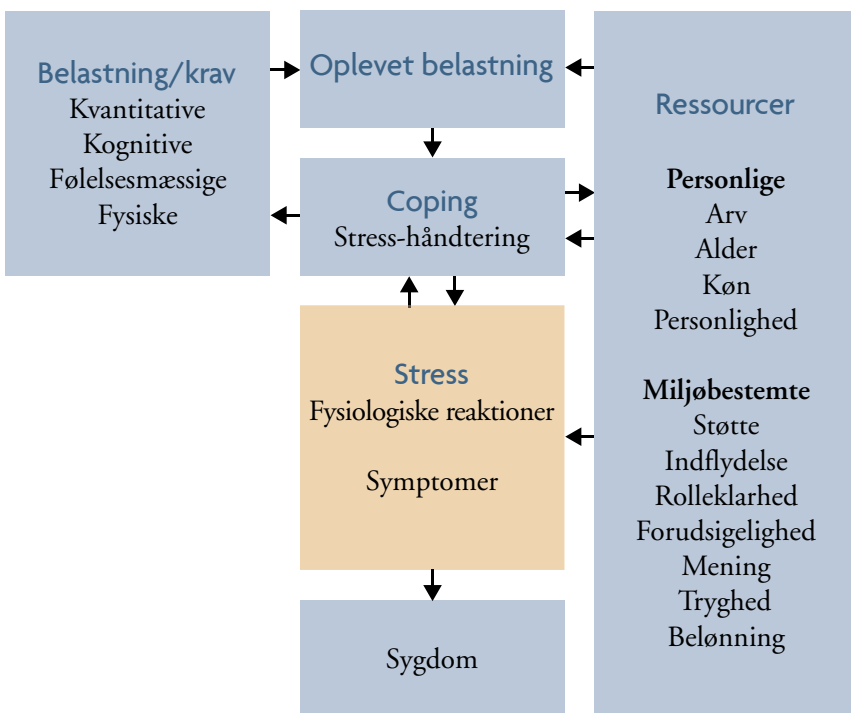 Belastning/krav
Kvantitative
Kognitive
Følelsesmæssige
Fysiske
Oplevet belastning
Coping
Stress-håndtering
Stress
Fysiologiske reaktioner
Symptomer
Sygdom
Ressourcer
Personlige
Arv
Alder
Køn
Personlighed
Miljøbestemte
Støtte
Indflydelse
Rolleklarhed
Forudsigelighed
Mening
Tryghed
Belønning